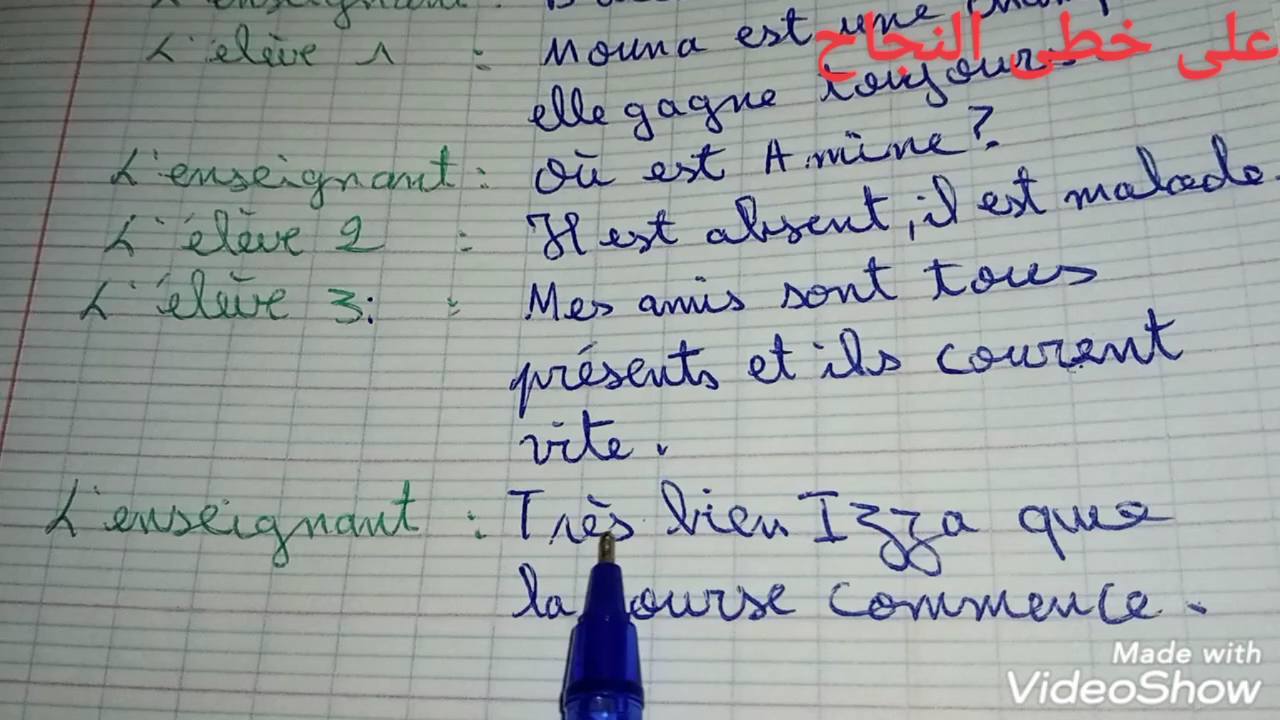 L'enseignant :
L'élève 1 : Mouna est une
على خطى النجاح
elle gagne toujours
L'enseignant : Où est Amine ?
L'élève 2 : Il est absent, il est malade.
L'élève 3 : Mes amis sont tous
présents et ils courent
vite.
L'enseignant : Très bien Izza que
la course commence.
Made with
VideoShow